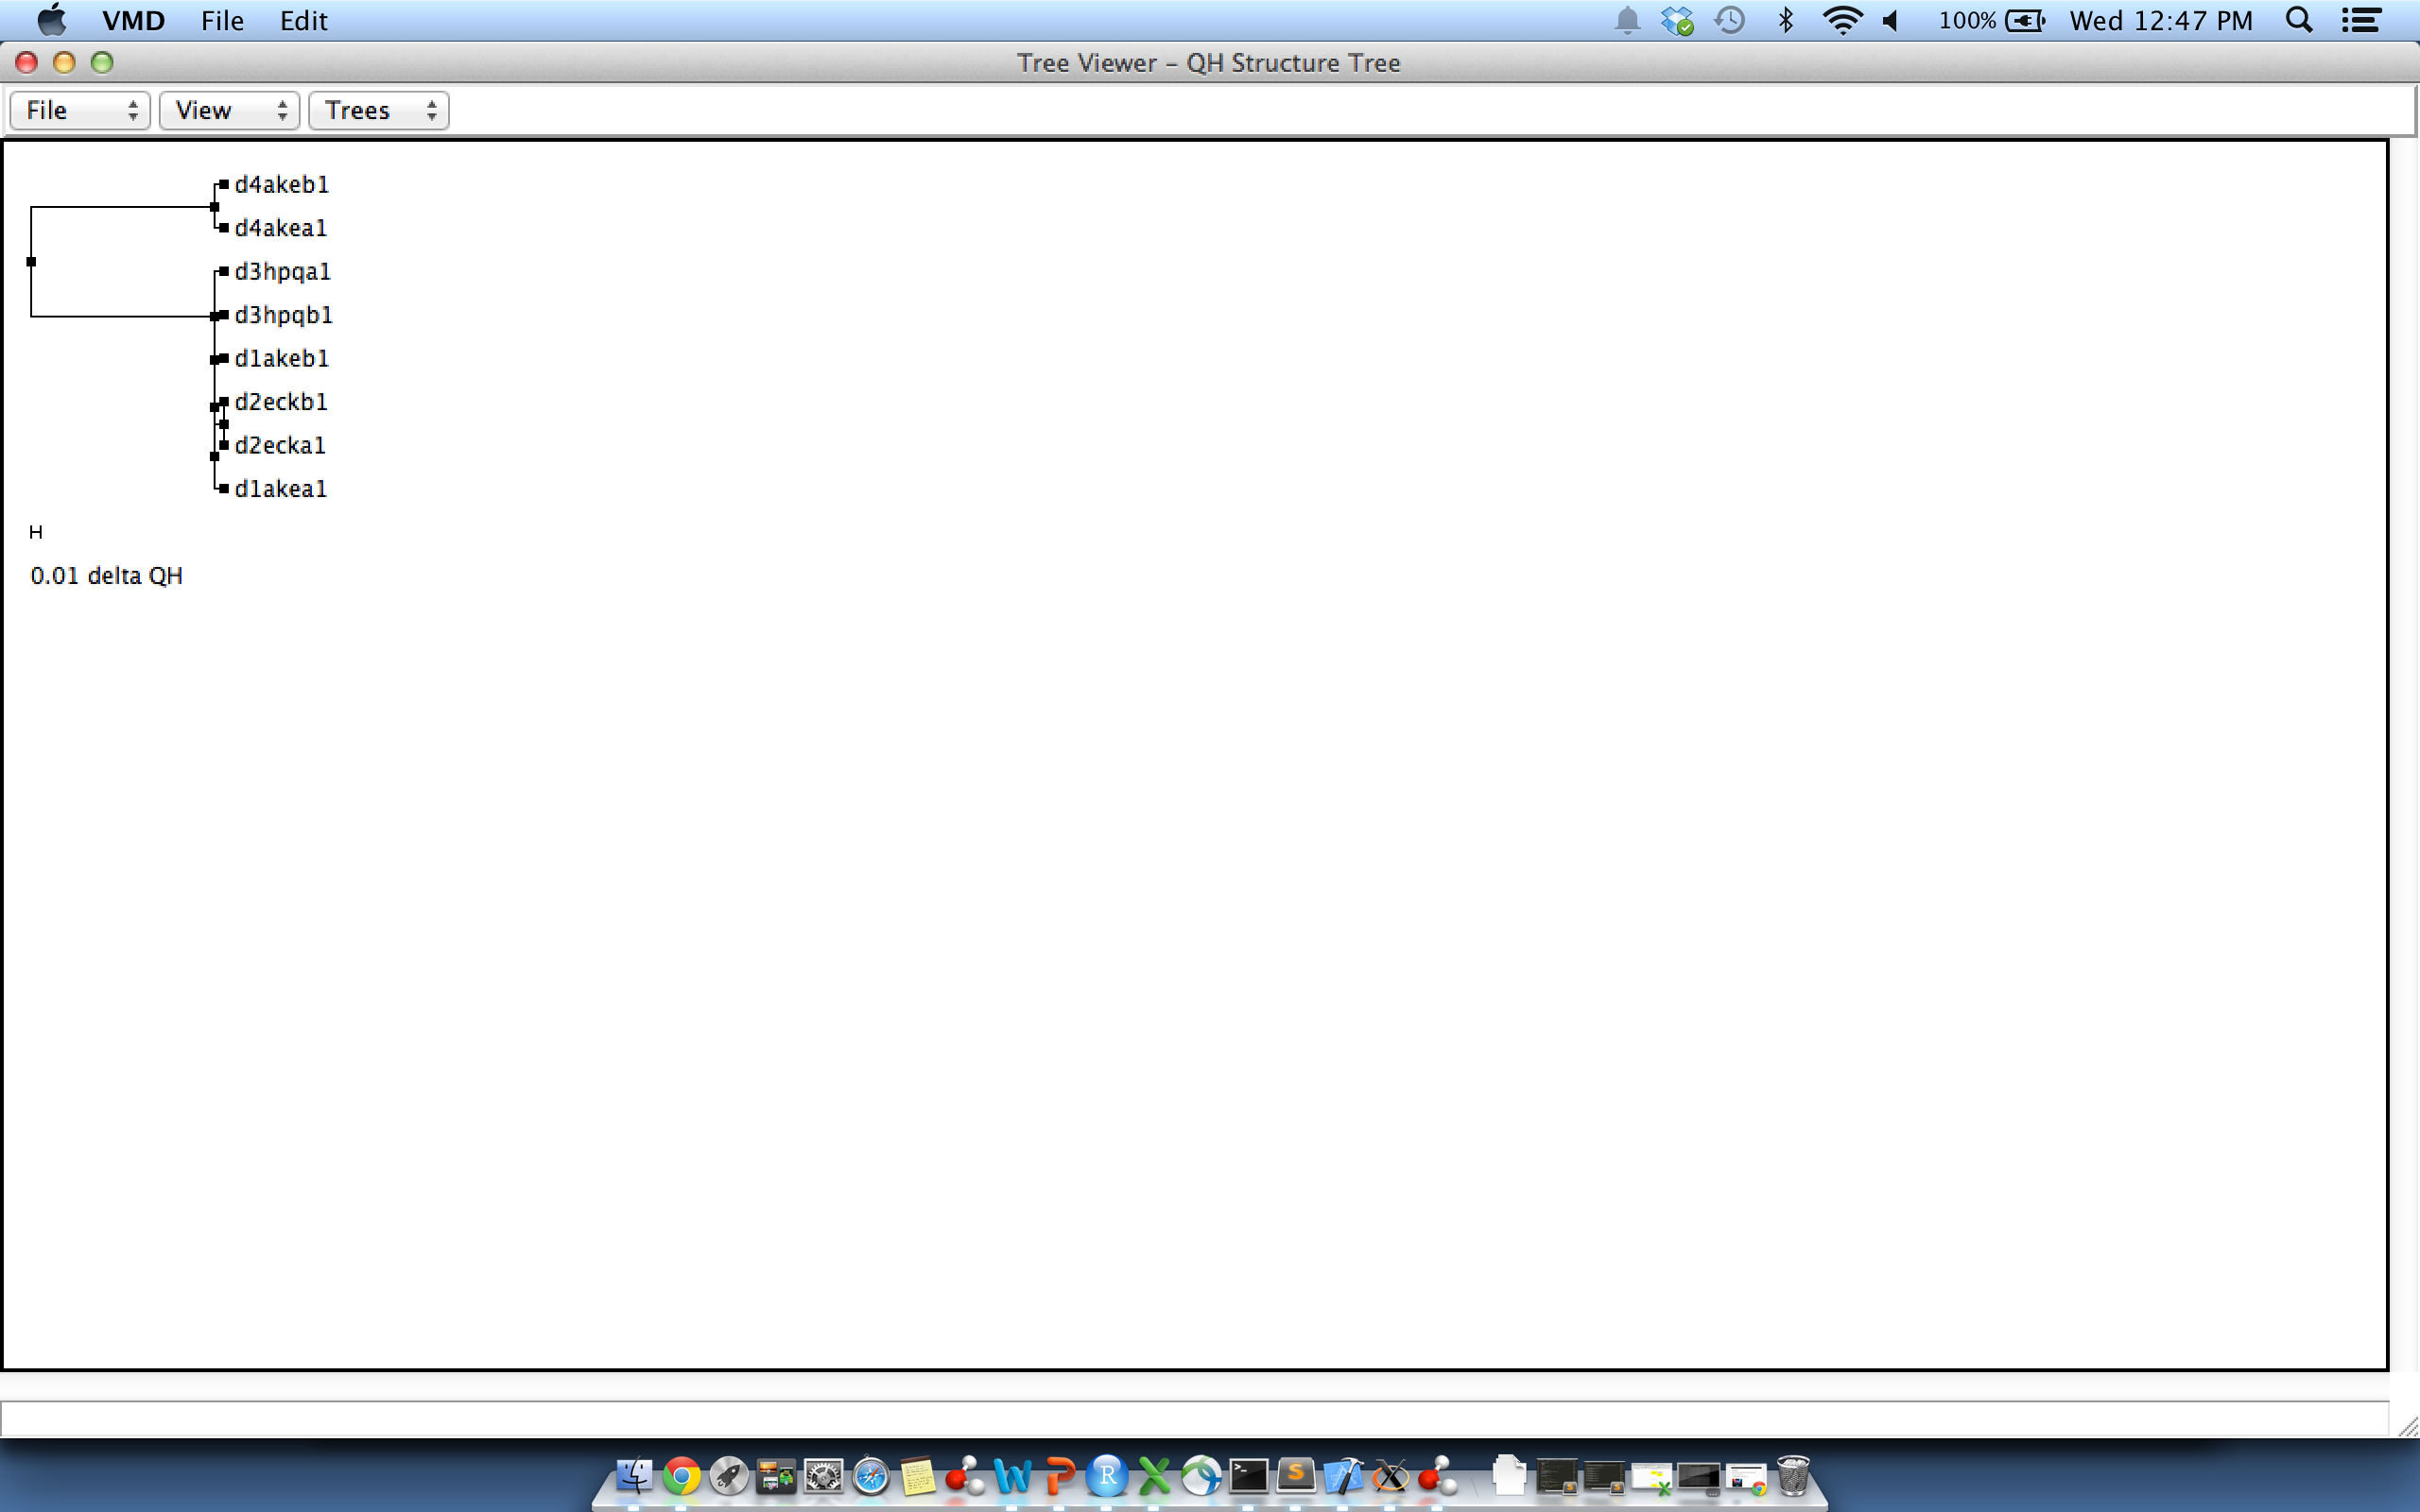 VMD File Edit 100% Wed 12:47 PM
Tree Viewer – QH Structure Tree
File View Trees
d4akeb1
d4akea1
d3hpqa1
d3hpqb1
d1akeb1
d2eckb1
d2ecka1
d1akea1
0.01 delta QH